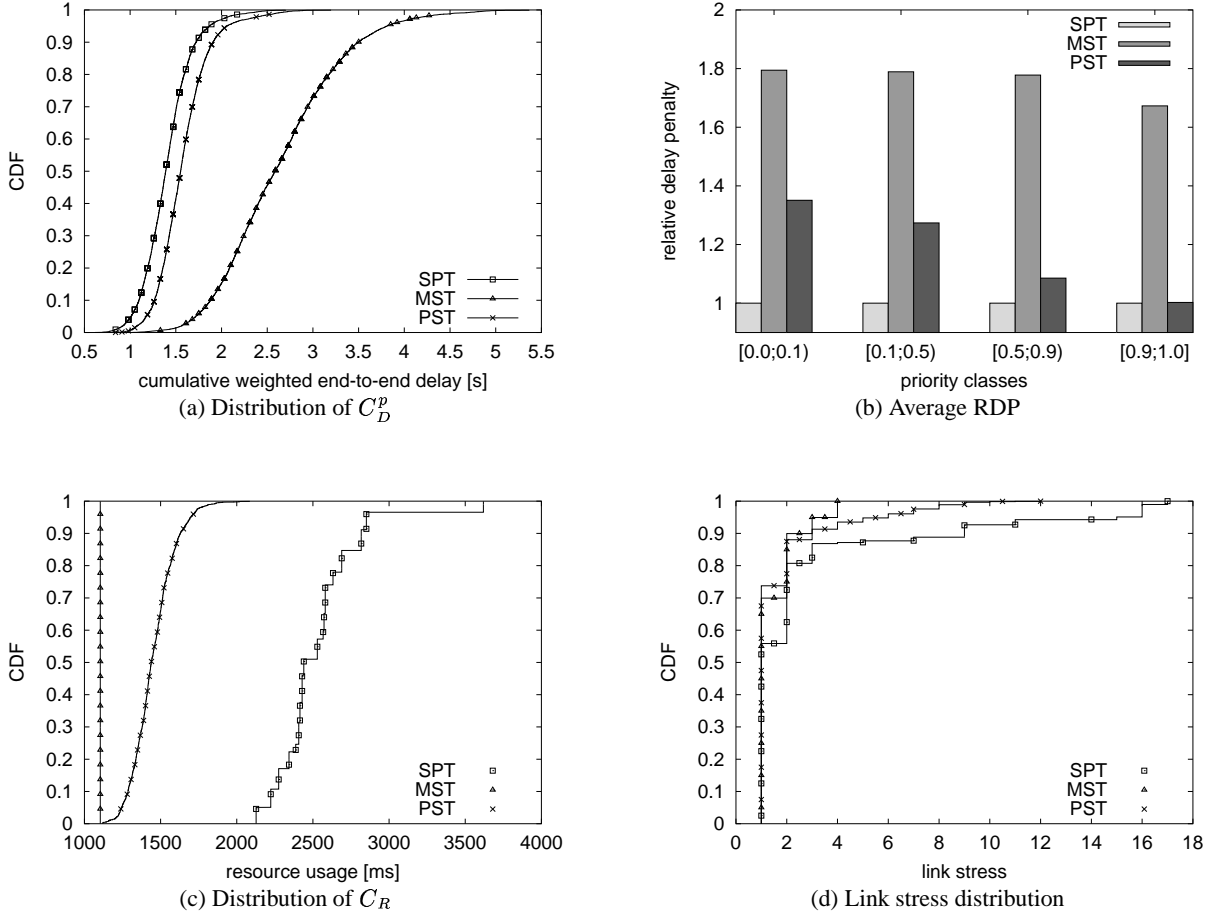 1
0.9
0.8
0.7
0.6
0.5
0.4
0.3
0.2
0.1
0
CDF
SPT
MST
PST
0.5 1 1.5 2 2.5 3 3.5 4 4.5 5 5.5
cumulative weighted end-to-end delay [s]
(a) Distribution of C_D^p
2
1.8
1.6
1.4
1.2
1
relative delay penalty
SPT
MST
PST
[0.0;0.1) [0.1;0.5) [0.5;0.9) [0.9;1.0]
priority classes
(b) Average RDP
1
0.9
0.8
0.7
0.6
0.5
0.4
0.3
0.2
0.1
0
CDF
SPT
MST
PST
1000 1500 2000 2500 3000 3500 4000
resource usage [ms]
(c) Distribution of C_R
1
0.9
0.8
0.7
0.6
0.5
0.4
0.3
0.2
0.1
0
CDF
SPT
MST
PST
0 2 4 6 8 10 12 14 16 18
link stress
(d) Link stress distribution